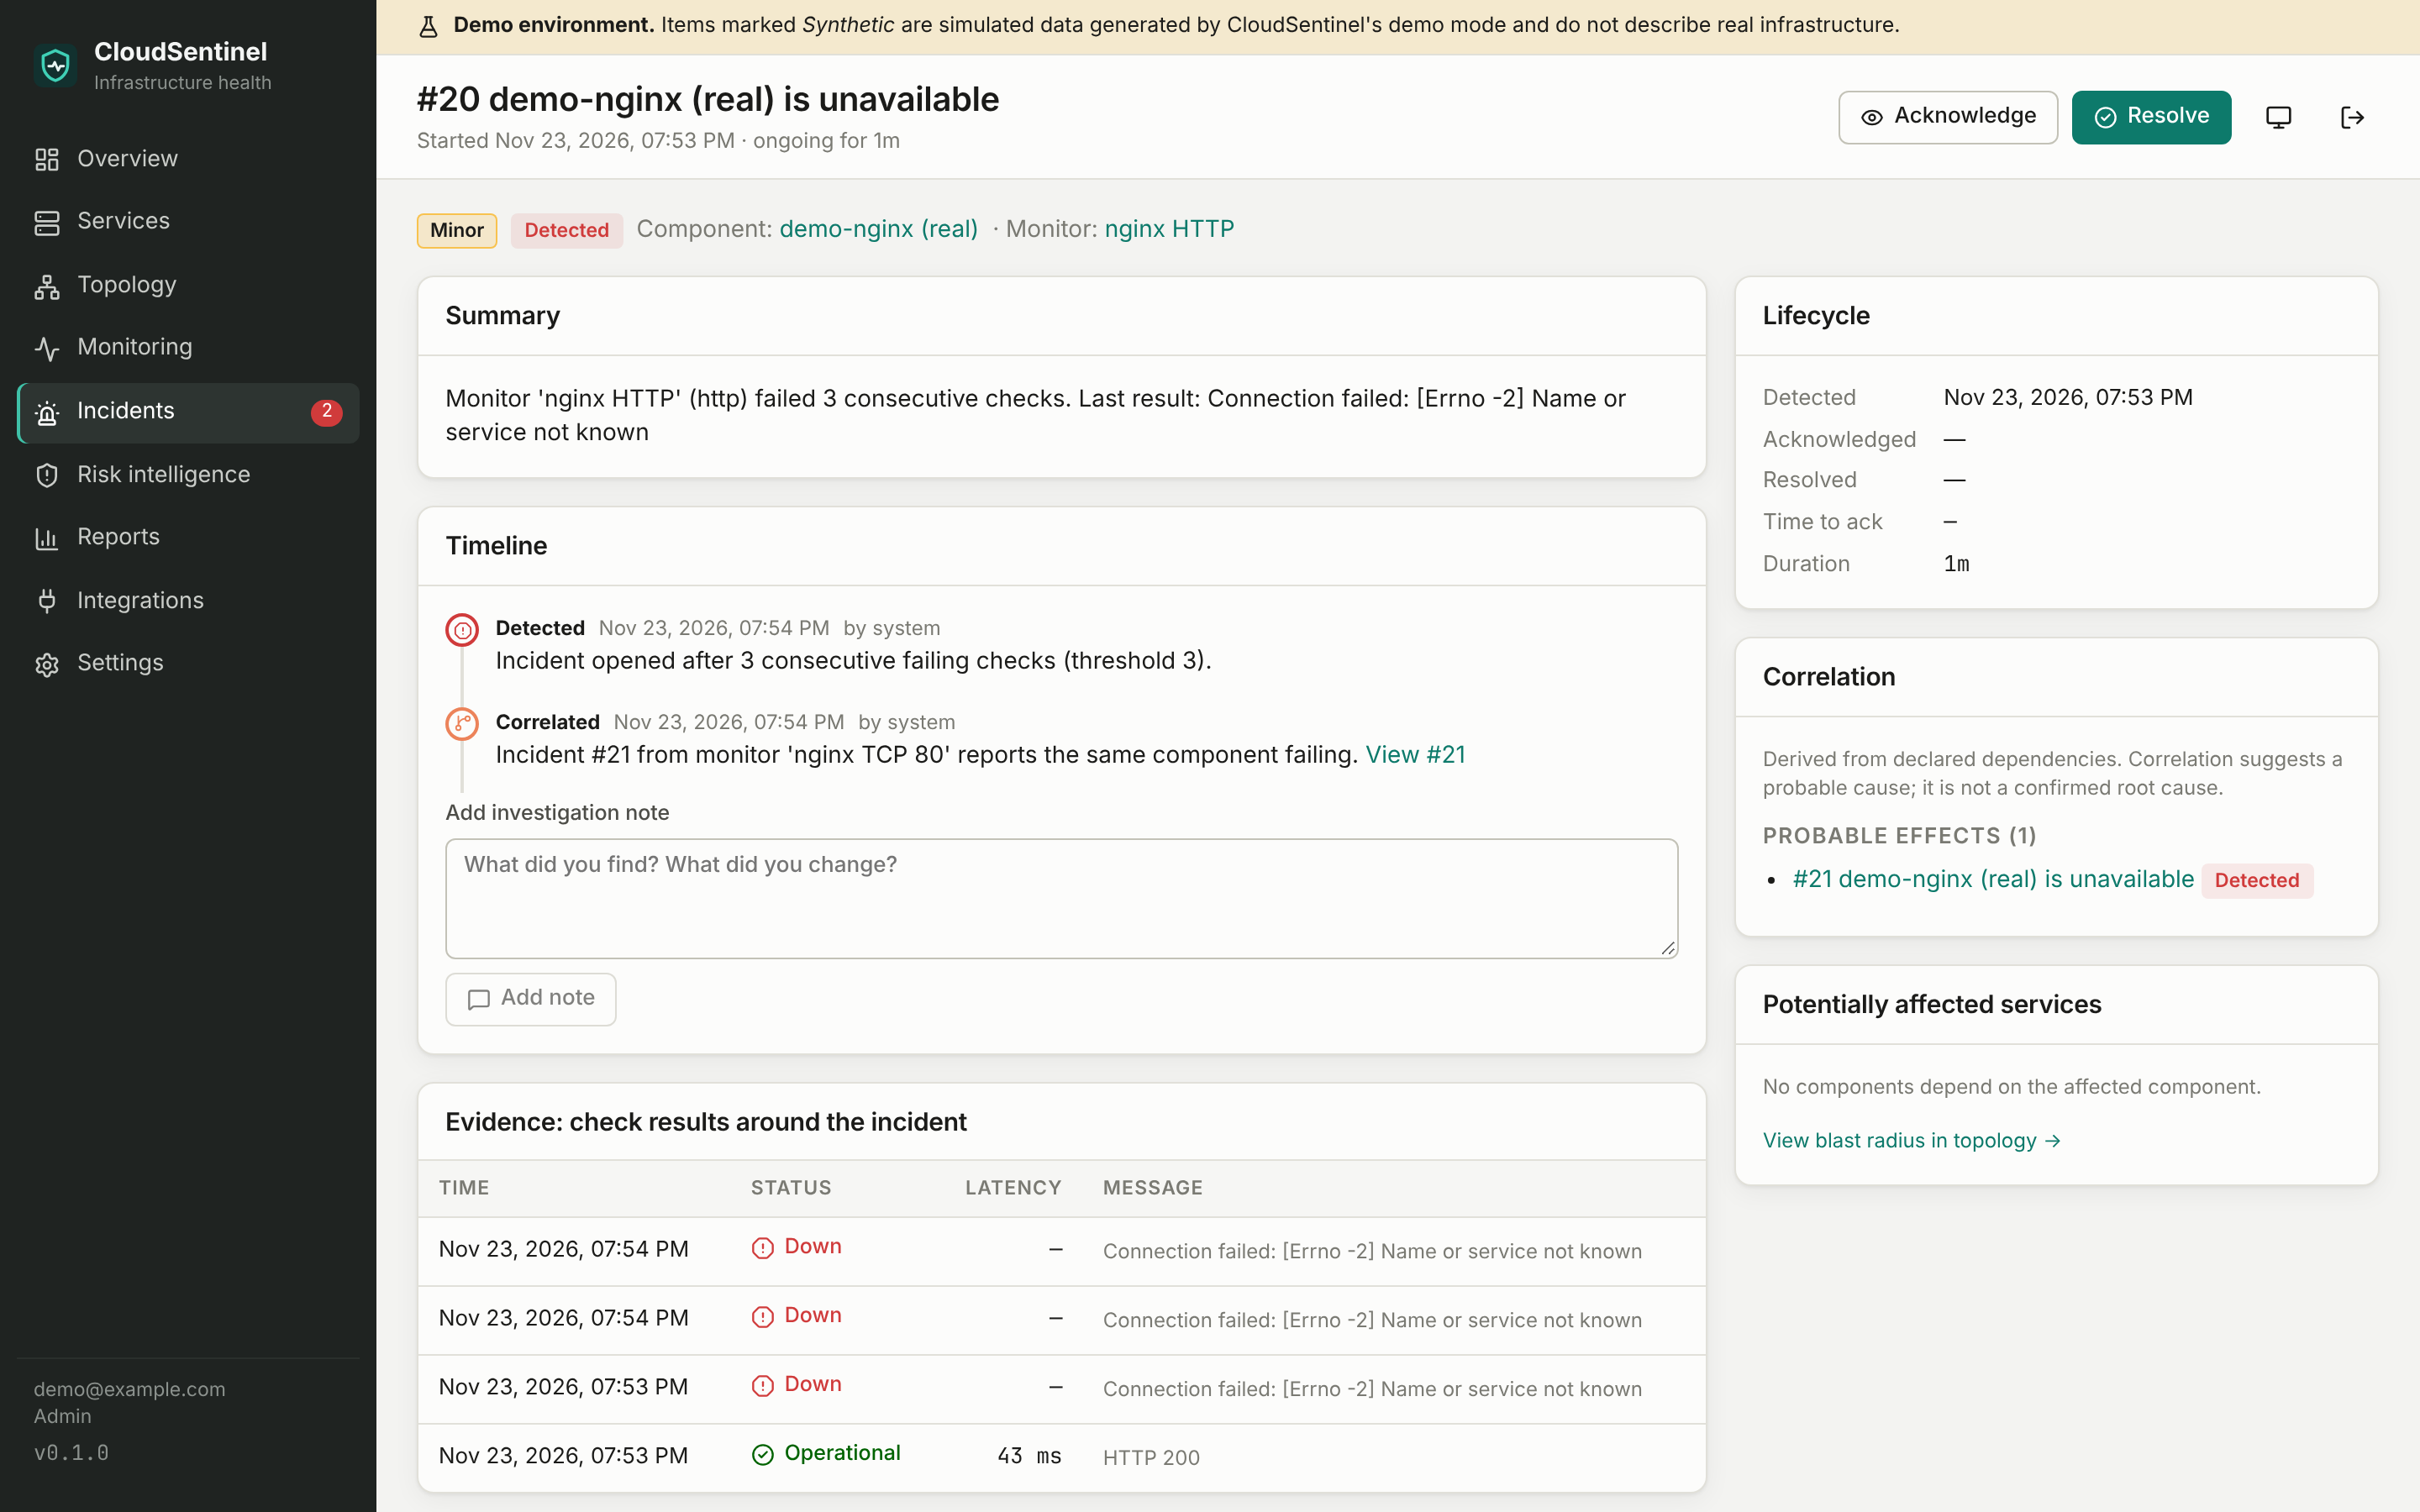 CloudSentinel
Infrastructure health
Overview
Services
Topology
Monitoring
Incidents 2
Risk intelligence
Reports
Integrations
Settings
demo@example.com
Admin
v0.1.0
Demo environment. Items marked Synthetic are simulated data generated by CloudSentinel's demo mode and do not describe real infrastructure.
#20 demo-nginx (real) is unavailable
Started Nov 23, 2026, 07:53 PM · ongoing for 1m
Acknowledge
Resolve
Minor Detected Component: demo-nginx (real) · Monitor: nginx HTTP
Summary
Monitor 'nginx HTTP' (http) failed 3 consecutive checks. Last result: Connection failed: [Errno -2] Name or
service not known
Timeline
Detected Nov 23, 2026, 07:54 PM by system
Incident opened after 3 consecutive failing checks (threshold 3).
Correlated Nov 23, 2026, 07:54 PM by system
Incident #21 from monitor 'nginx TCP 80' reports the same component failing. View #21
Add investigation note
What did you find? What did you change?
Add note
Evidence: check results around the incident
TIME STATUS LATENCY MESSAGE
Nov 23, 2026, 07:54 PM Down – Connection failed: [Errno -2] Name or service not known
Nov 23, 2026, 07:54 PM Down – Connection failed: [Errno -2] Name or service not known
Nov 23, 2026, 07:53 PM Down – Connection failed: [Errno -2] Name or service not known
Nov 23, 2026, 07:53 PM Operational 43 ms HTTP 200
Lifecycle
Detected Nov 23, 2026, 07:53 PM
Acknowledged —
Resolved —
Time to ack –
Duration 1m
Correlation
Derived from declared dependencies. Correlation suggests a
probable cause; it is not a confirmed root cause.
PROBABLE EFFECTS (1)
• #21 demo-nginx (real) is unavailable Detected
Potentially affected services
No components depend on the affected component.
View blast radius in topology →